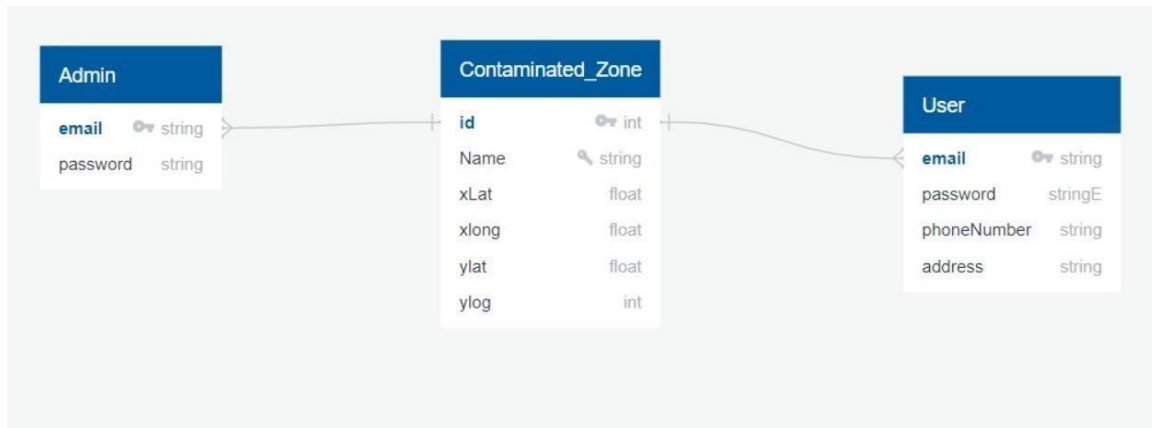 Admin
email string
password string
Contaminated_Zone
id int
Name string
xLat float
xlong float
ylat float
ylog int
User
email string
password stringE
phoneNumber string
address string